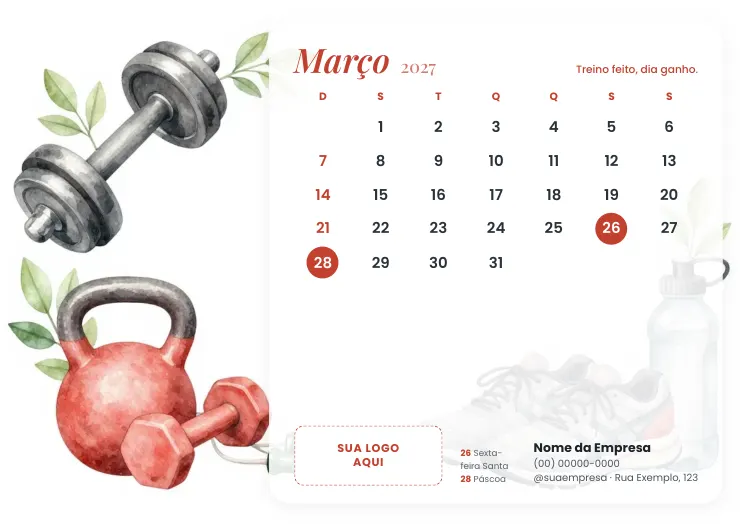 Março 2027
Treino feito, dia ganho.
D S T Q Q S S
1 2 3 4 5 6
7 8 9 10 11 12 13
14 15 16 17 18 19 20
21 22 23 24 25 26 27
28 29 30 31
SUA LOGO
AQUI
26 Sexta-
feira Santa
28 Páscoa
Nome da Empresa
(00) 00000-0000
@suaempresa · Rua Exemplo, 123